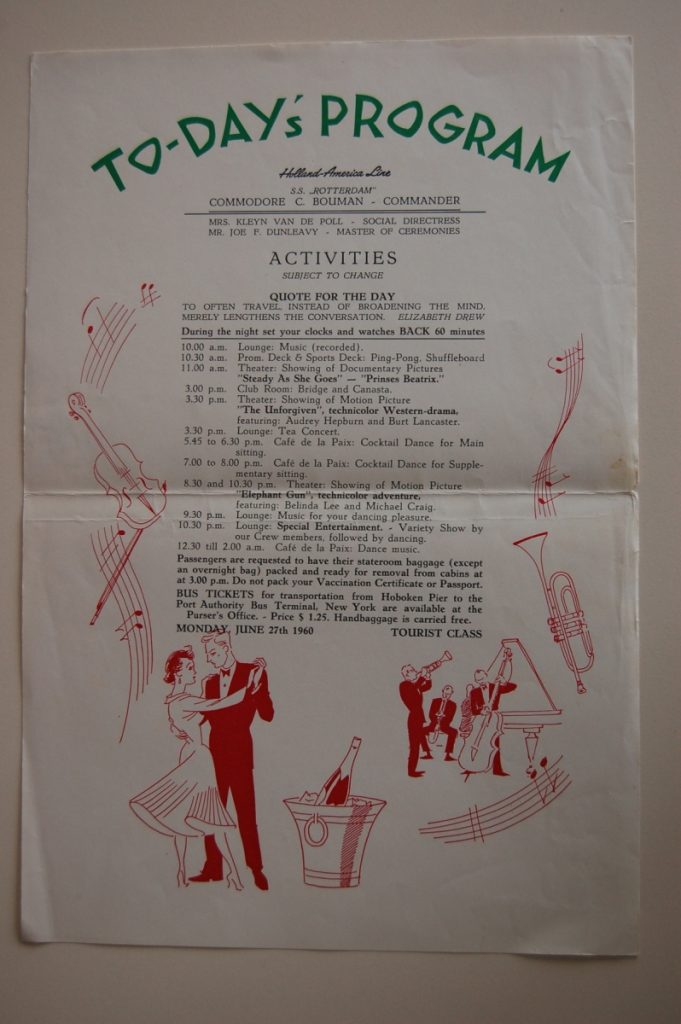 TO-DAY's PROGRAM
Holland-America Line
S.S. „ROTTERDAM"
COMMODORE C. BOUMAN - COMMANDER
MRS. KLEYN VAN DE POLL - SOCIAL DIRECTRESS
MR. JOE F. DUNLEAVY - MASTER OF CEREMONIES
ACTIVITIES
SUBJECT TO CHANGE
QUOTE FOR THE DAY
TO OFTEN TRAVEL, INSTEAD OF BROADENING THE MIND,
MERELY LENGTHENS THE CONVERSATION. ELIZABETH DREW
During the night set your clocks and watches BACK 60 minutes
10.00 a.m. Lounge: Music (recorded).
10.30 a.m. Prom. Deck & Sports Deck: Ping-Pong, Shuffleboard
11.00 a.m. Theater: Showing of Documentary Pictures
"Steady As She Goes" — "Prinses Beatrix."
3.00 p.m. Club Room: Bridge and Canasta.
3.30 p.m. Theater: Showing of Motion Picture
"The Unforgiven", technicolor Western-drama,
featuring: Audrey Hepburn and Burt Lancaster.
3.30 p.m. Lounge: Tea Concert.
5.45 to 6.30 p.m. Café de la Paix: Cocktail Dance for Main
sitting.
7.00 to 8.00 p.m. Café de la Paix: Cocktail Dance for Supple-
mentary sitting.
8.30 and 10.30 p.m. Theater: Showing of Motion Picture
"Elephant Gun", technicolor adventure,
featuring: Belinda Lee and Michael Craig.
9.30 p.m. Lounge: Music for your dancing pleasure.
10.30 p.m. Lounge: Special Entertainment. - Variety Show by
our Crew members, followed by dancing.
12.30 till 2.00 a.m. Café de la Paix: Dance music.
Passengers are requested to have their stateroom baggage (except
an overnight bag) packed and ready for removal from cabins at
at 3.00 p.m. Do not pack your Vaccination Certificate or Passport.
BUS TICKETS for transportation from Hoboken Pier to the
Port Authority Bus Terminal, New York are available at the
Purser's Office. - Price $ 1.25. Handbaggage is carried free.
MONDAY, JUNE 27th 1960 TOURIST CLASS